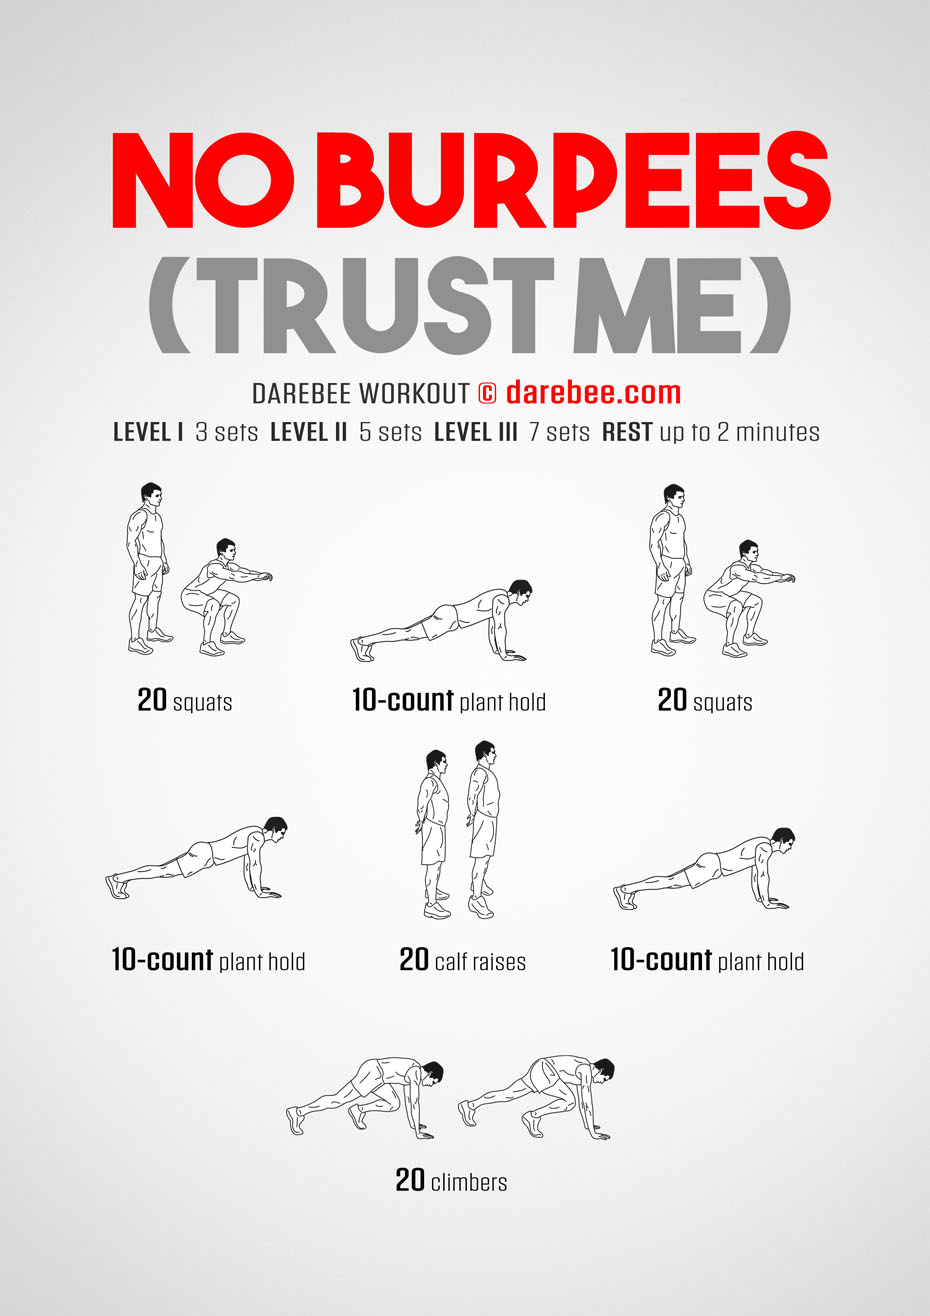 NO BURPEES
(TRUST ME)
DAREBEE WORKOUT © darebee.com
LEVEL I 3 sets LEVEL II 5 sets LEVEL III 7 sets REST up to 2 minutes
20 squats
10-count plant hold
20 squats
10-count plant hold
20 calf raises
10-count plant hold
20 climbers